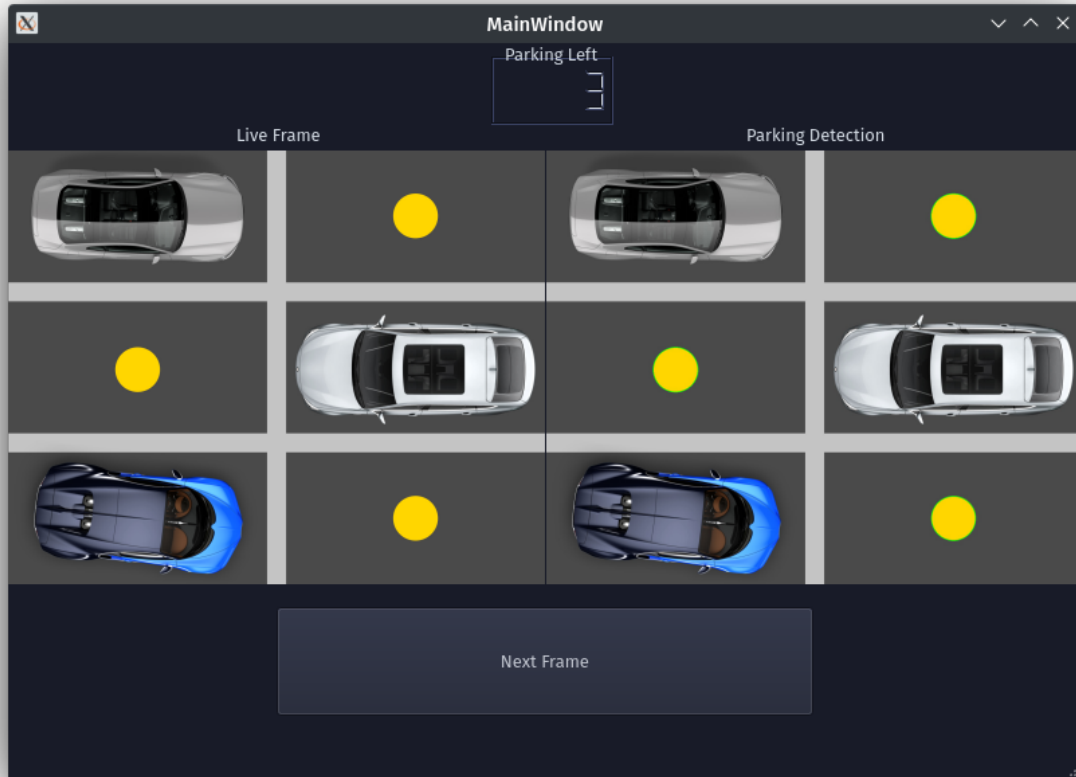 MainWindow
Parking Left
3
Live Frame
Parking Detection
Next Frame